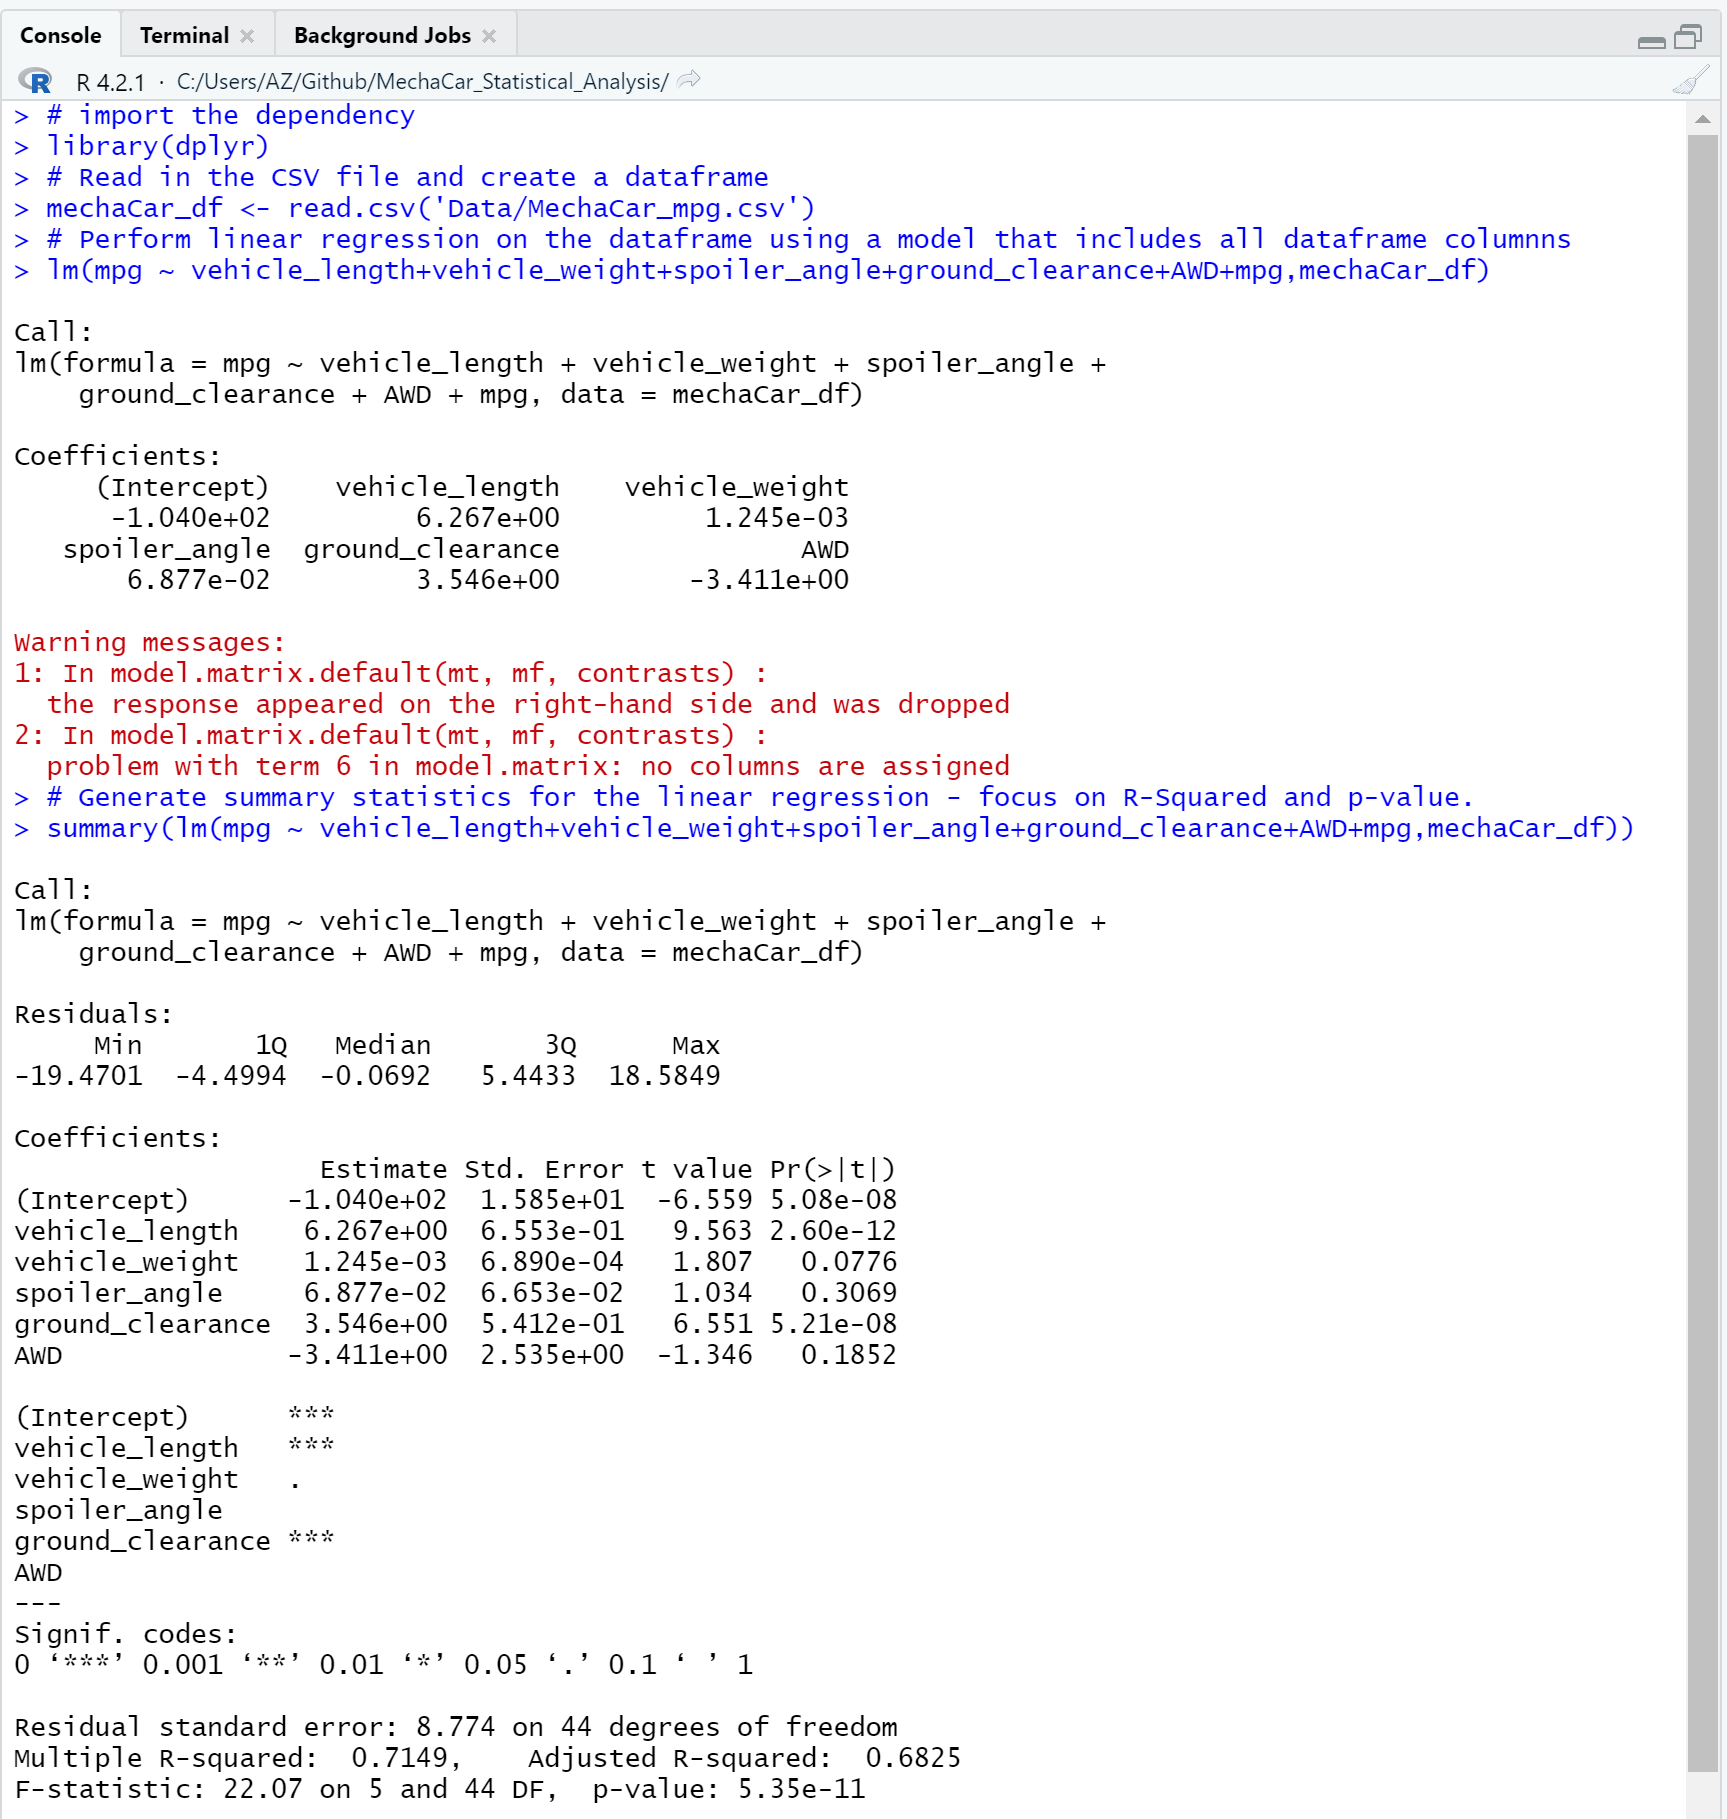 Console Terminal Background Jobs
R R 4.2.1 · C:/Users/AZ/Github/MechaCar_Statistical_Analysis/
> # import the dependency
> library(dplyr)
> # Read in the CSV file and create a dataframe
> mechaCar_df <- read.csv('Data/MechaCar_mpg.csv')
> # Perform linear regression on the dataframe using a model that includes all dataframe columnns
> lm(mpg ~ vehicle_length+vehicle_weight+spoiler_angle+ground_clearance+AWD+mpg,mechaCar_df)

Call:
lm(formula = mpg ~ vehicle_length + vehicle_weight + spoiler_angle +
    ground_clearance + AWD + mpg, data = mechaCar_df)

Coefficients:
     (Intercept)    vehicle_length    vehicle_weight
      -1.040e+02         6.267e+00         1.245e-03
   spoiler_angle  ground_clearance               AWD
       6.877e-02         3.546e+00        -3.411e+00

Warning messages:
1: In model.matrix.default(mt, mf, contrasts) :
  the response appeared on the right-hand side and was dropped
2: In model.matrix.default(mt, mf, contrasts) :
  problem with term 6 in model.matrix: no columns are assigned
> # Generate summary statistics for the linear regression - focus on R-Squared and p-value.
> summary(lm(mpg ~ vehicle_length+vehicle_weight+spoiler_angle+ground_clearance+AWD+mpg,mechaCar_df))

Call:
lm(formula = mpg ~ vehicle_length + vehicle_weight + spoiler_angle +
    ground_clearance + AWD + mpg, data = mechaCar_df)

Residuals:
     Min       1Q   Median       3Q      Max
-19.4701  -4.4994  -0.0692   5.4433  18.5849

Coefficients:
                   Estimate Std. Error t value Pr(>|t|)
(Intercept)      -1.040e+02  1.585e+01  -6.559 5.08e-08
vehicle_length    6.267e+00  6.553e-01   9.563 2.60e-12
vehicle_weight    1.245e-03  6.890e-04   1.807   0.0776
spoiler_angle     6.877e-02  6.653e-02   1.034   0.3069
ground_clearance  3.546e+00  5.412e-01   6.551 5.21e-08
AWD              -3.411e+00  2.535e+00  -1.346   0.1852

(Intercept)      ***
vehicle_length   ***
vehicle_weight   .
spoiler_angle
ground_clearance ***
AWD
---
Signif. codes:
0 ‘***’ 0.001 ‘**’ 0.01 ‘*’ 0.05 ‘.’ 0.1 ‘ ’ 1

Residual standard error: 8.774 on 44 degrees of freedom
Multiple R-squared:  0.7149,    Adjusted R-squared:  0.6825
F-statistic: 22.07 on 5 and 44 DF,  p-value: 5.35e-11